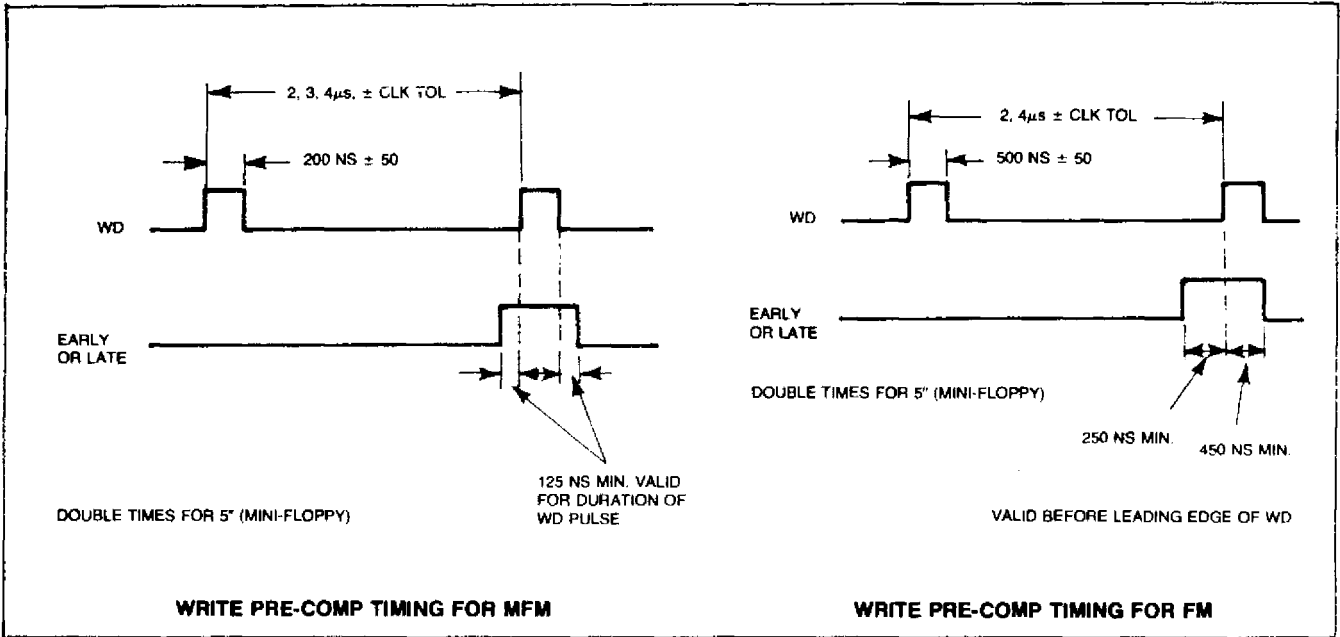 2, 3, 4µs, ± CLK TOL
200 NS ± 50
WD
EARLY
OR LATE
125 NS MIN. VALID
FOR DURATION OF
WD PULSE
DOUBLE TIMES FOR 5" (MINI-FLOPPY)
WRITE PRE-COMP TIMING FOR MFM
2, 4µs ± CLK TOL
500 NS ± 50
WD
EARLY
OR LATE
DOUBLE TIMES FOR 5" (MINI-FLOPPY)
250 NS MIN.
450 NS MIN.
VALID BEFORE LEADING EDGE OF WD
WRITE PRE-COMP TIMING FOR FM